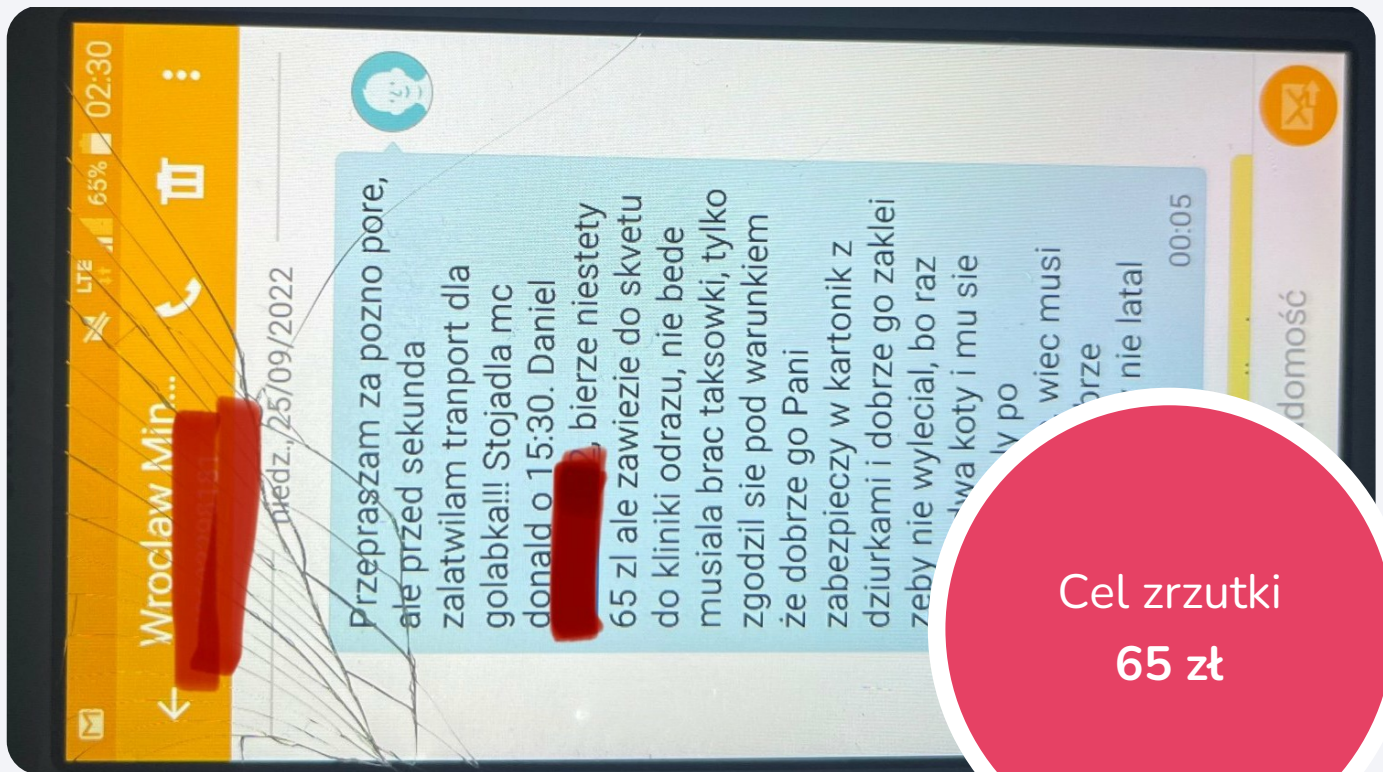 LTE 65% 02:30
Wrocław Min...
niedz., 25/09/2022
Przepraszam za pozno pore,
ale przed sekunda
zalatwilam tranport dla
golabka!!! Stojadla mc
donald o 15:30. Daniel
, bierze niestety
65 zl ale zawiezie do skvetu
do kliniki odrazu, nie bede
musiala brac taksowki, tylko
zgodzil sie pod warunkiem
że dobrze go Pani
zabezpieczy w kartonik z
dziurkami i dobrze go zaklei
zeby nie wylecial, bo raz
dwa koty i mu sie
po
wiec musi
nie latal
00:05
Cel zrzutki
65 zł